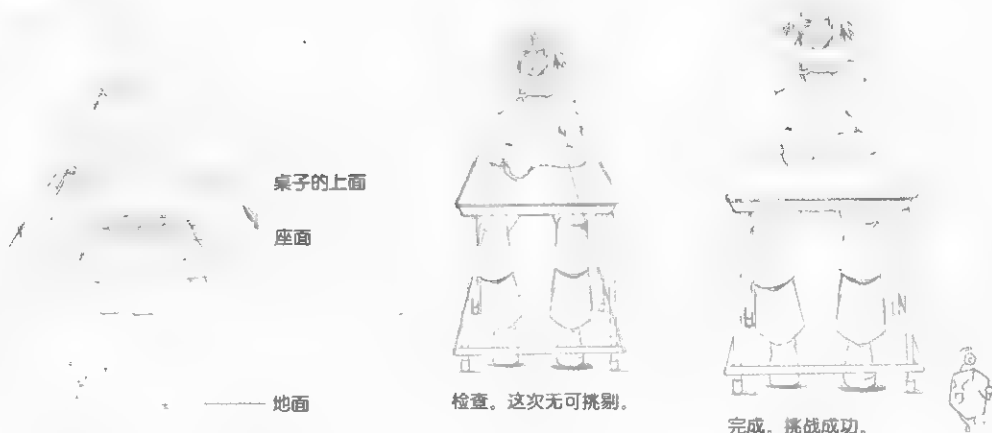 桌子的上面
座面
地面
检查。这次无可挑剔。
完成。挑战成功。